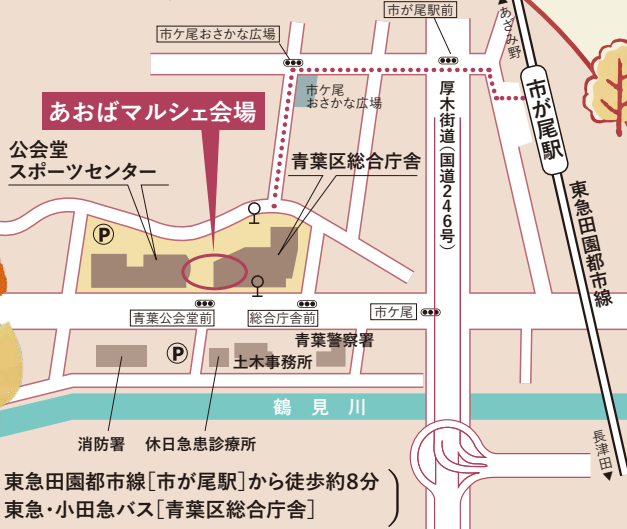 市が尾駅前
あざみ野
市ケ尾おさかな広場
市ケ尾
おさかな広場
市が尾駅
あおばマルシェ会場
厚木街道(国道246号)
公会堂
スポーツセンター
青葉区総合庁舎
東急田園都市線
P
青葉公会堂前
総合庁舎前
市ケ尾
青葉警察署
P
土木事務所
鶴見川
消防署
休日急患診療所
長津田
東急田園都市線[市が尾駅]から徒歩約8分
東急・小田急バス[青葉区総合庁舎]